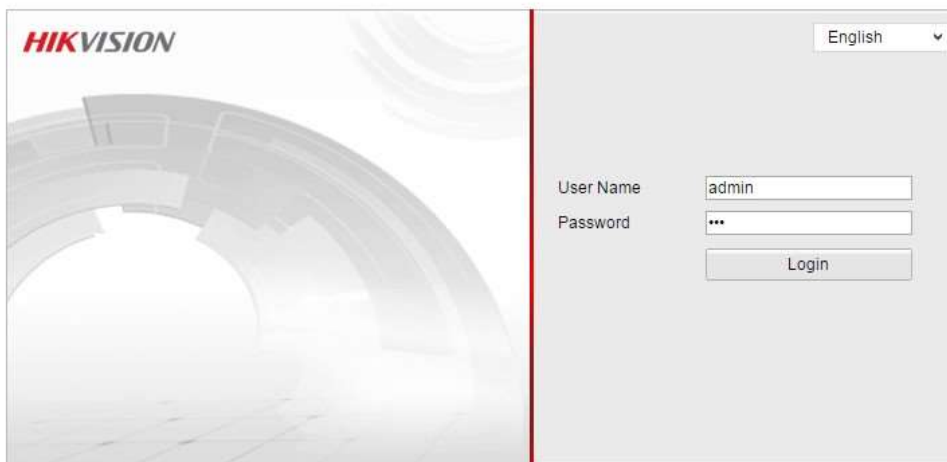 HIKVISION
English
User Name
admin
Password
•••
Login